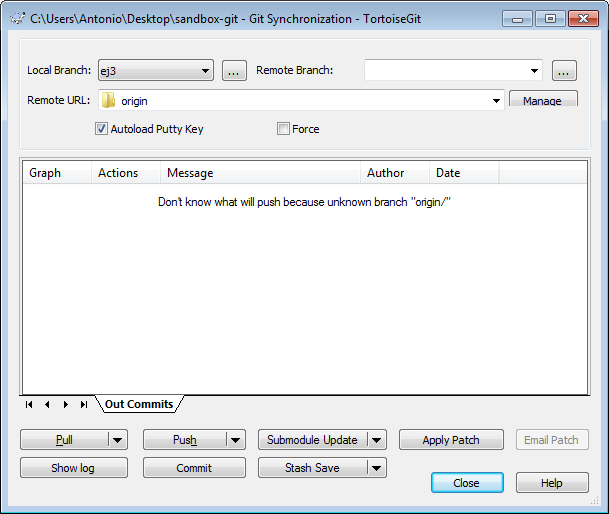 C:\Users\Antonio\Desktop\sandbox-git - Git Synchronization - TortoiseGit
Local Branch: ej3 ... Remote Branch: ...
Remote URL: origin Manage
Autoload Putty Key Force
Graph Actions Message Author Date
Don't know what will push because unknown branch "origin/"
Out Commits
Pull Push Submodule Update Apply Patch Email Patch
Show log Commit Stash Save
Close Help